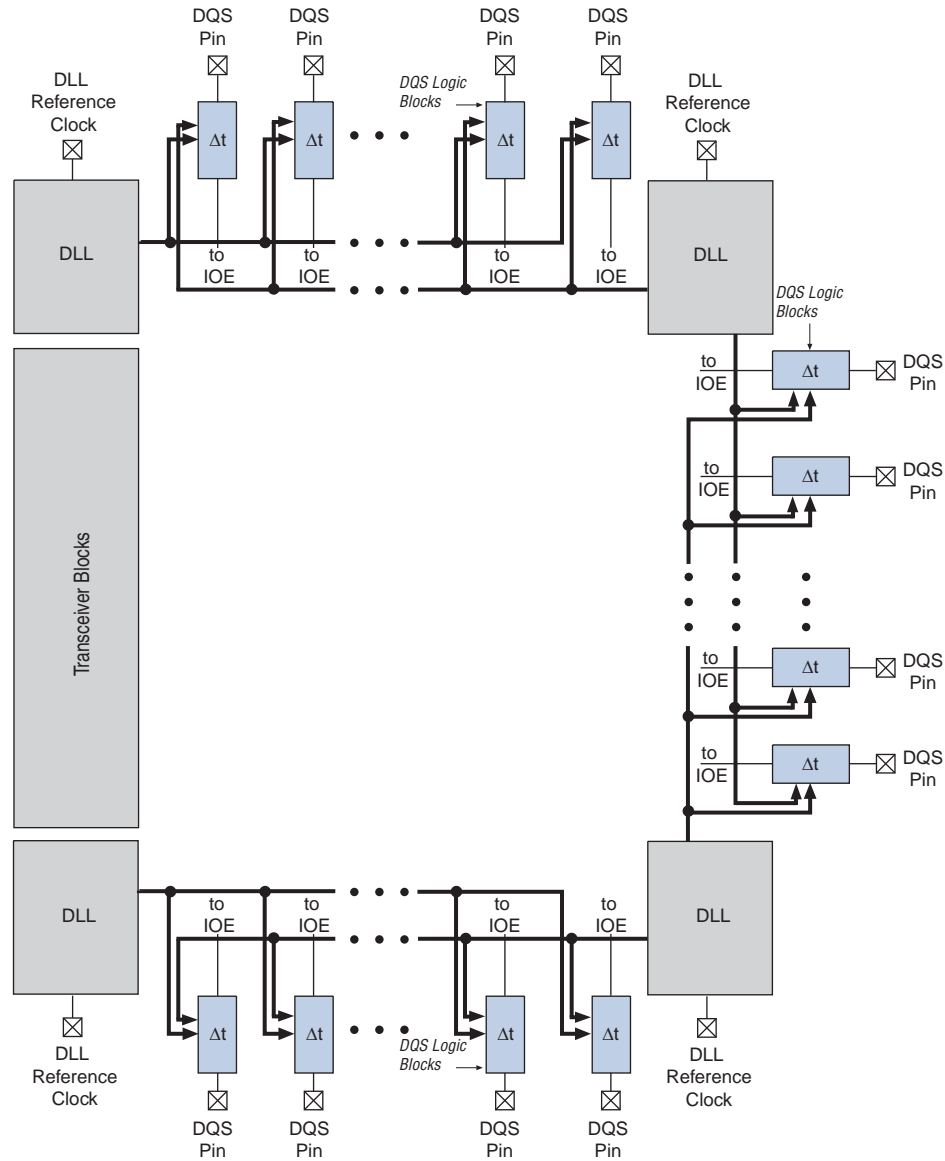 DQS
Pin
DQS
Pin
DQS
Pin
DQS
Pin
DLL
Reference
Clock
DQS Logic
Blocks
DLL
Reference
Clock
Δt
Δt
Δt
Δt
DLL
DLL
to
IOE
to
IOE
to
IOE
to
IOE
DQS Logic
Blocks
to
IOE
Δt
DQS
Pin
to
IOE
Δt
DQS
Pin
Transceiver Blocks
to
IOE
Δt
DQS
Pin
to
IOE
Δt
DQS
Pin
DLL
DLL
to
IOE
to
IOE
to
IOE
to
IOE
Δt
Δt
Δt
Δt
DQS Logic
Blocks
DLL
Reference
Clock
DLL
Reference
Clock
DQS
Pin
DQS
Pin
DQS
Pin
DQS
Pin